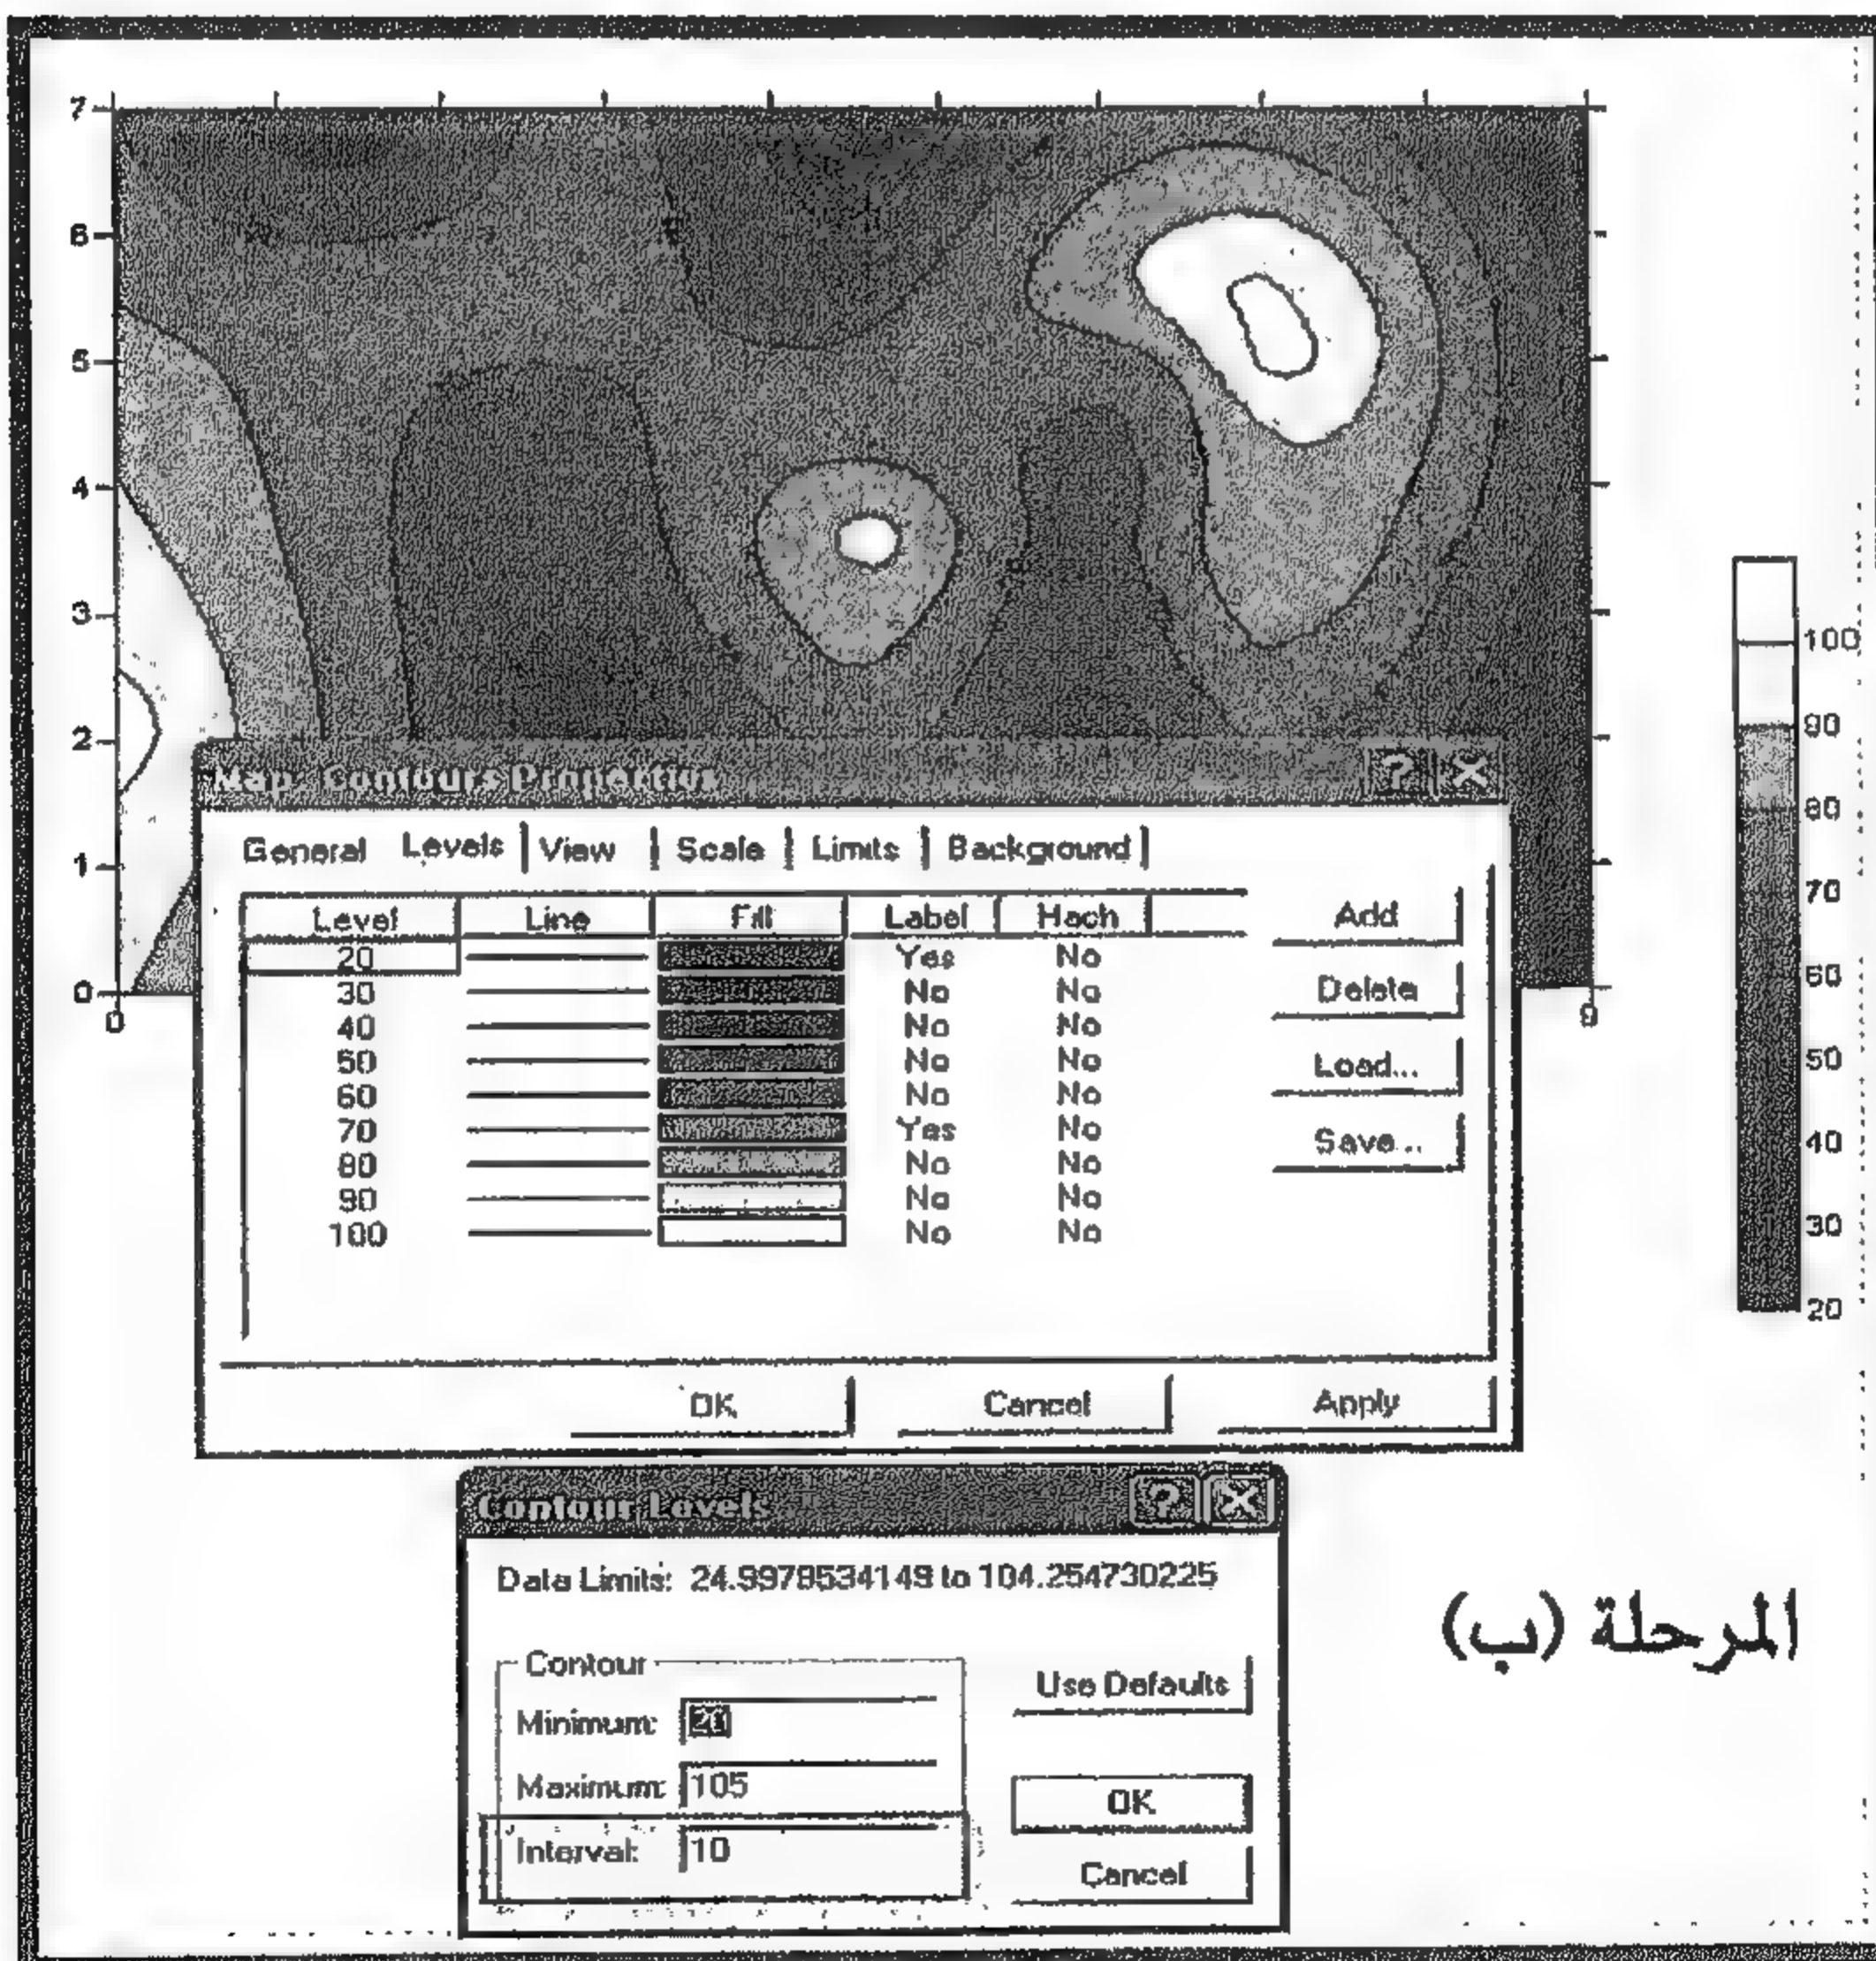 7
6
5
4
3
2
1
0
0
9
100
90
80
70
60
50
40
30
20
Map: Contours Properties
General Levels View Scale Limits Background
Level Line Fill Label Hach
20 Yes No
30 No No
40 No No
50 No No
60 No No
70 Yes No
80 No No
90 No No
100 No No
Add
Delete
Load...
Save...
OK Cancel Apply
Contour Levels
Data Limits: 24.9978534149 to 104.254730225
Contour
Minimum: 20
Maximum: 105
Interval: 10
Use Defaults
OK
Cancel
المرحلة (ب)